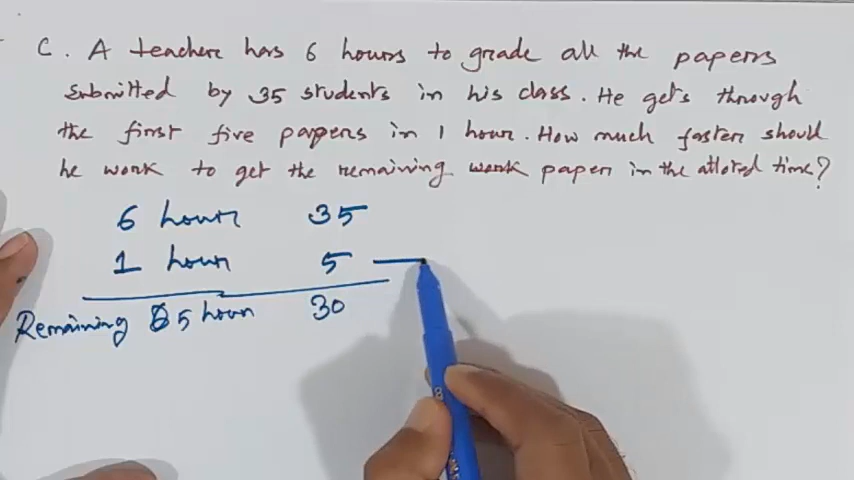 C. A teacher has 6 hours to grade all the papers
submitted by 35 students in his class. He gets through
the first five papers in 1 hour. How much faster should
he work to get the remaining work paper in the alloted time?
6 hour 35
1 hour 5
Remaining 5 hour 30